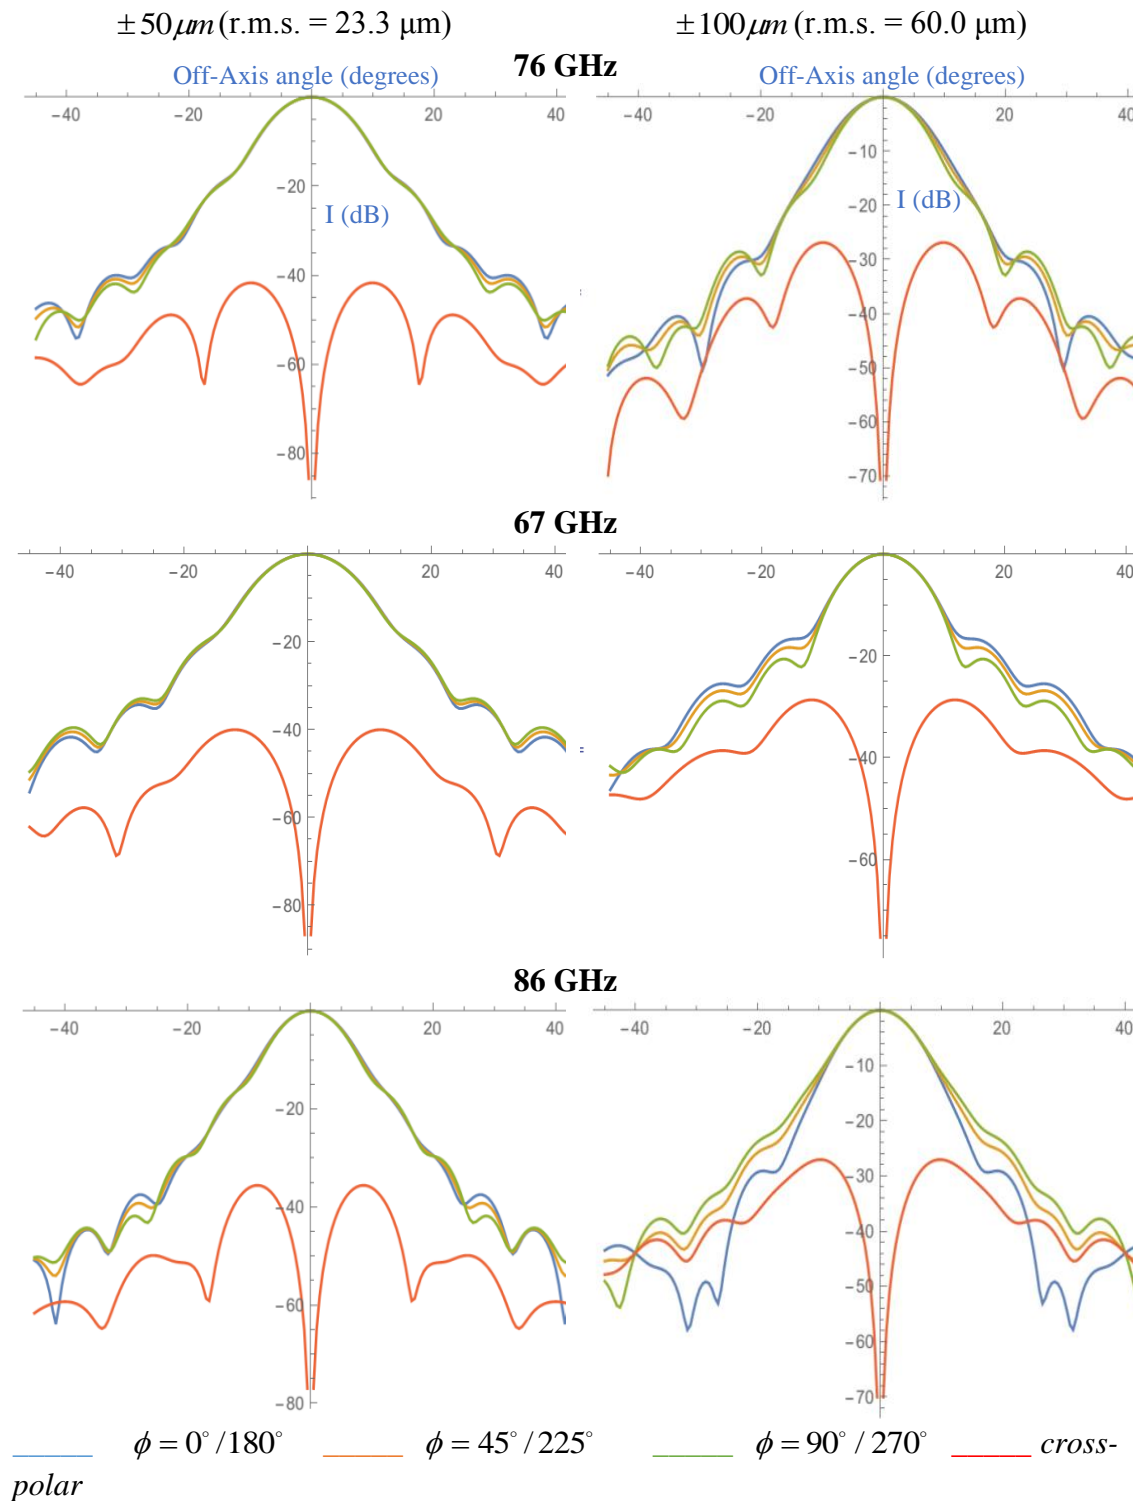 ±50μm (r.m.s. = 23.3 μm) ±100μm (r.m.s. = 60.0 μm)
76 GHz
Off-Axis angle (degrees) Off-Axis angle (degrees)
−40 −20 20 40 −40 −20 20 40
−20
−40
−60
−80
I (dB)
−10
−20
−30
−40
−50
−60
−70
I (dB)
67 GHz
−40 −20 20 40 −40 −20 20 40
−20
−40
−60
−80
−20
−40
−60
86 GHz
−40 −20 20 40 −40 −20 20 40
−20
−40
−60
−80
−10
−20
−30
−40
−50
−60
−70
ϕ = 0° /180° ϕ = 45° /225° ϕ = 90° / 270° cross-
polar